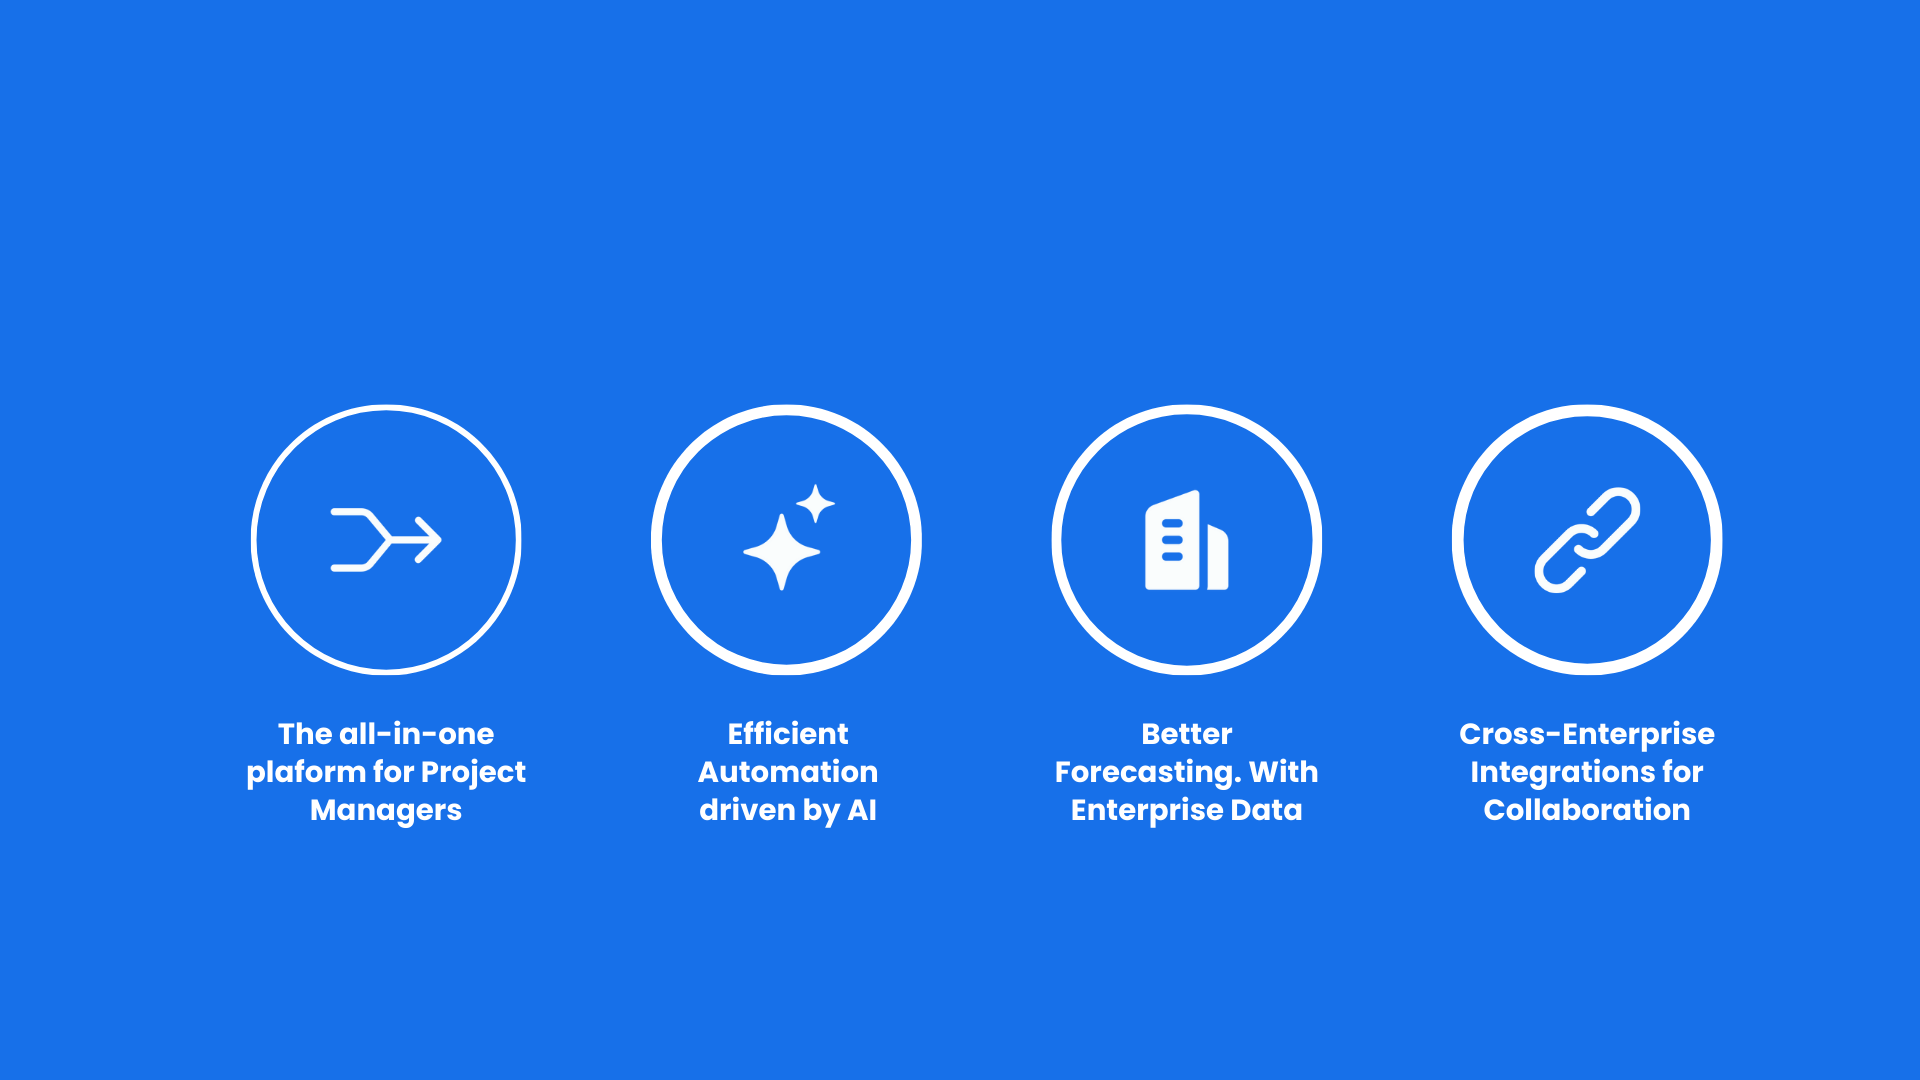 The all-in-one
plaform for Project
Managers
Efficient
Automation
driven by AI
Better
Forecasting. With
Enterprise Data
Cross-Enterprise
Integrations for
Collaboration